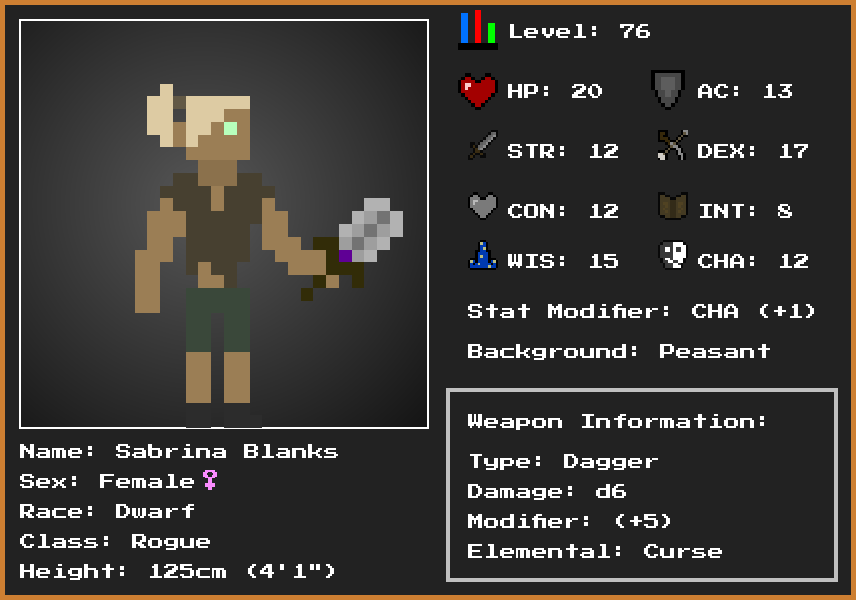 Level: 76
HP: 20 AC: 13
STR: 12 DEX: 17
CON: 12 INT: 8
WIS: 15 CHA: 12
Stat Modifier: CHA (+1)
Background: Peasant
Weapon Information:
Type: Dagger
Damage: d6
Modifier: (+5)
Elemental: Curse
Name: Sabrina Blanks
Sex: Female♀
Race: Dwarf
Class: Rogue
Height: 125cm (4'1")